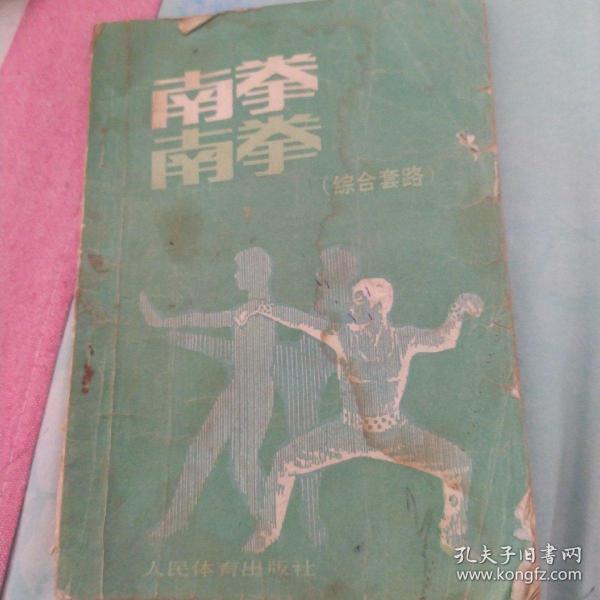 南拳
南拳
(综合套路)
人民体育出版社
孔夫子旧书网
www.kongfz.com